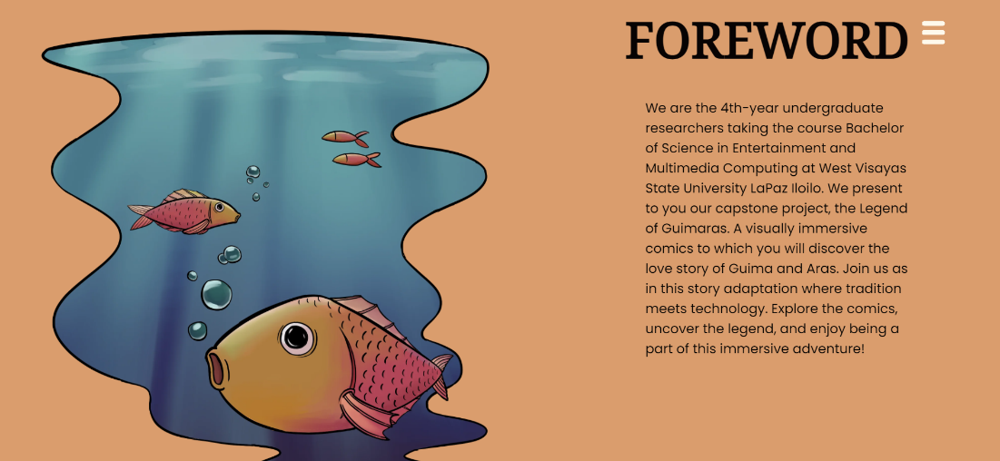 FOREWORD
We are the 4th-year undergraduate
researchers taking the course Bachelor
of Science in Entertainment and
Multimedia Computing at West Visayas
State University LaPaz Iloilo. We present
to you our capstone project, the Legend
of Guimaras. A visually immersive
comics to which you will discover the
love story of Guima and Aras. Join us as
in this story adaptation where tradition
meets technology. Explore the comics,
uncover the legend, and enjoy being a
part of this immersive adventure!